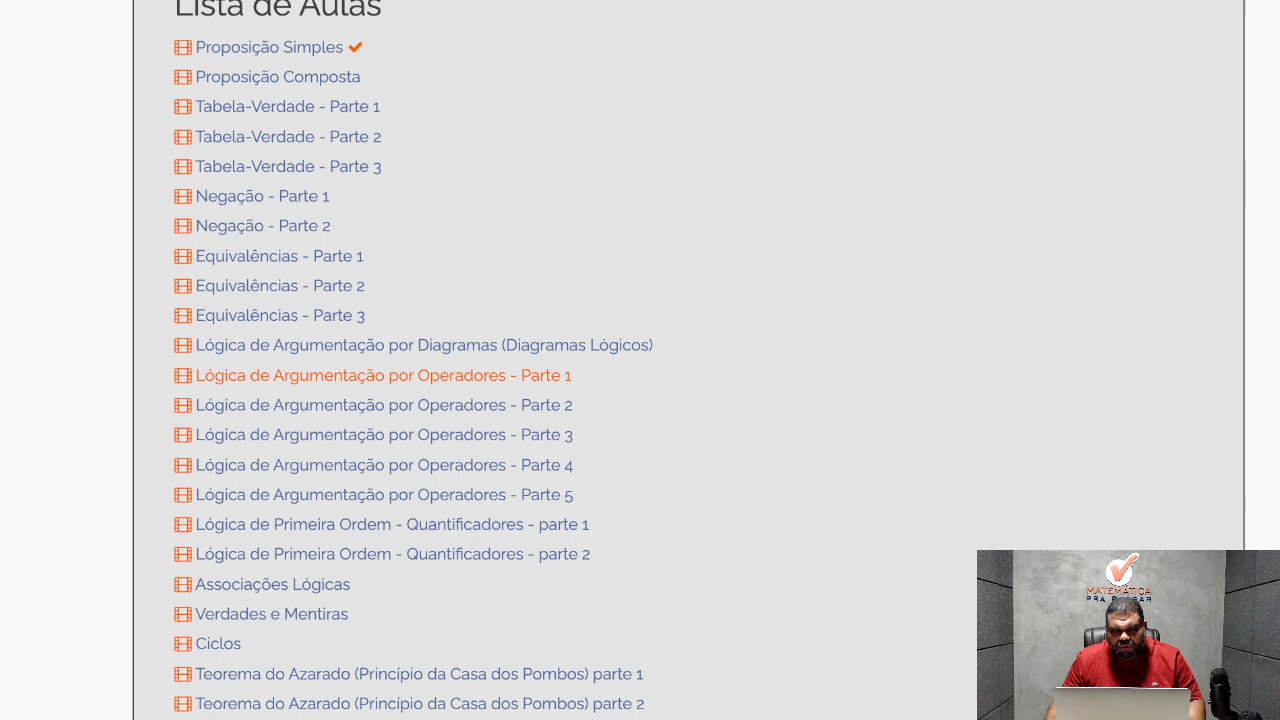 Lista de Aulas
Proposição Simples
Proposição Composta
Tabela-Verdade - Parte 1
Tabela-Verdade - Parte 2
Tabela-Verdade - Parte 3
Negação - Parte 1
Negação - Parte 2
Equivalências - Parte 1
Equivalências - Parte 2
Equivalências - Parte 3
Lógica de Argumentação por Diagramas (Diagramas Lógicos)
Lógica de Argumentação por Operadores - Parte 1
Lógica de Argumentação por Operadores - Parte 2
Lógica de Argumentação por Operadores - Parte 3
Lógica de Argumentação por Operadores - Parte 4
Lógica de Argumentação por Operadores - Parte 5
Lógica de Primeira Ordem - Quantificadores - parte 1
Lógica de Primeira Ordem - Quantificadores - parte 2
Associações Lógicas
Verdades e Mentiras
Ciclos
Teorema do Azarado (Princípio da Casa dos Pombos) parte 1
Teorema do Azarado (Princípio da Casa dos Pombos) parte 2
MATEMÁTICA
PRA PASSAR